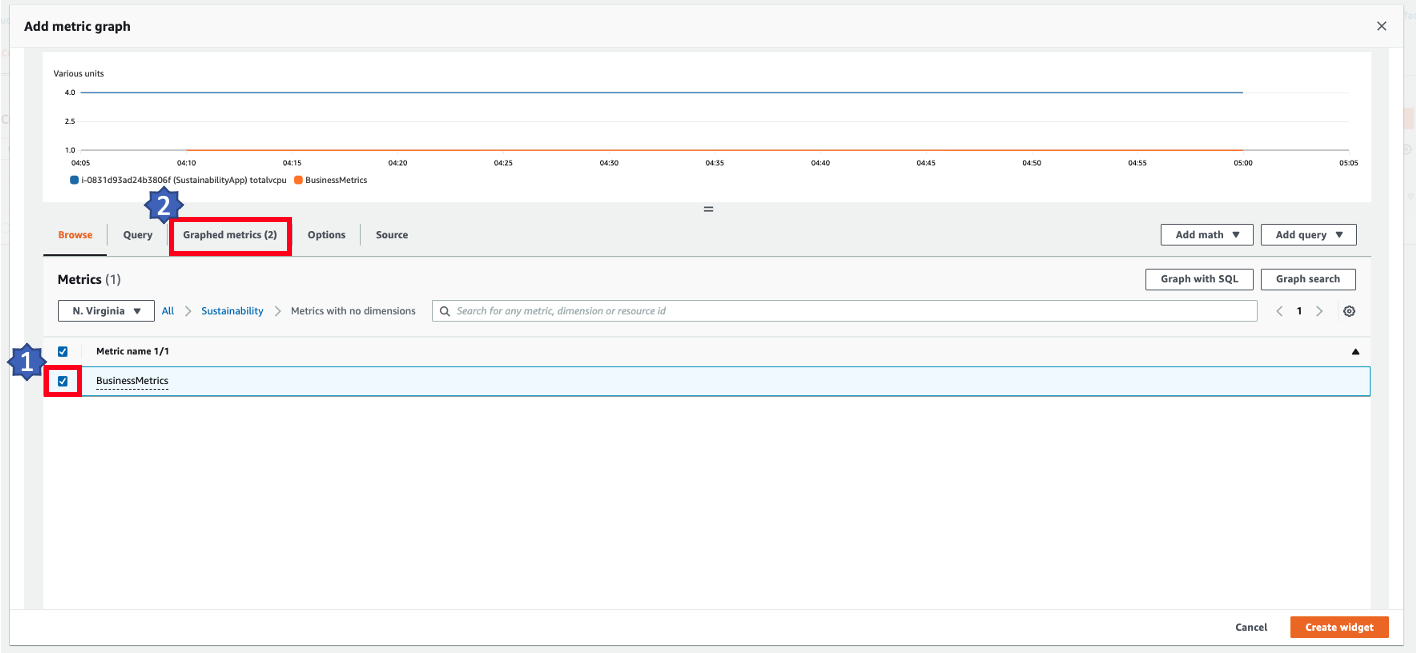 Add metric graph
Various units
4.0
2.5
1.0
04:05 04:10 04:15 04:20 04:25 04:30 04:35 04:40 04:45 04:50 04:55 05:00 05:05
i-0831d93ad24b3806f (SustainabilityApp) totalvcpu BusinessMetrics
2
Browse Query Graphed metrics (2) Options Source Add math Add query
Metrics (1) Graph with SQL Graph search
N. Virginia All Sustainability Metrics with no dimensions Search for any metric, dimension or resource id 1
Metric name 1/1
1
BusinessMetrics
Cancel Create widget